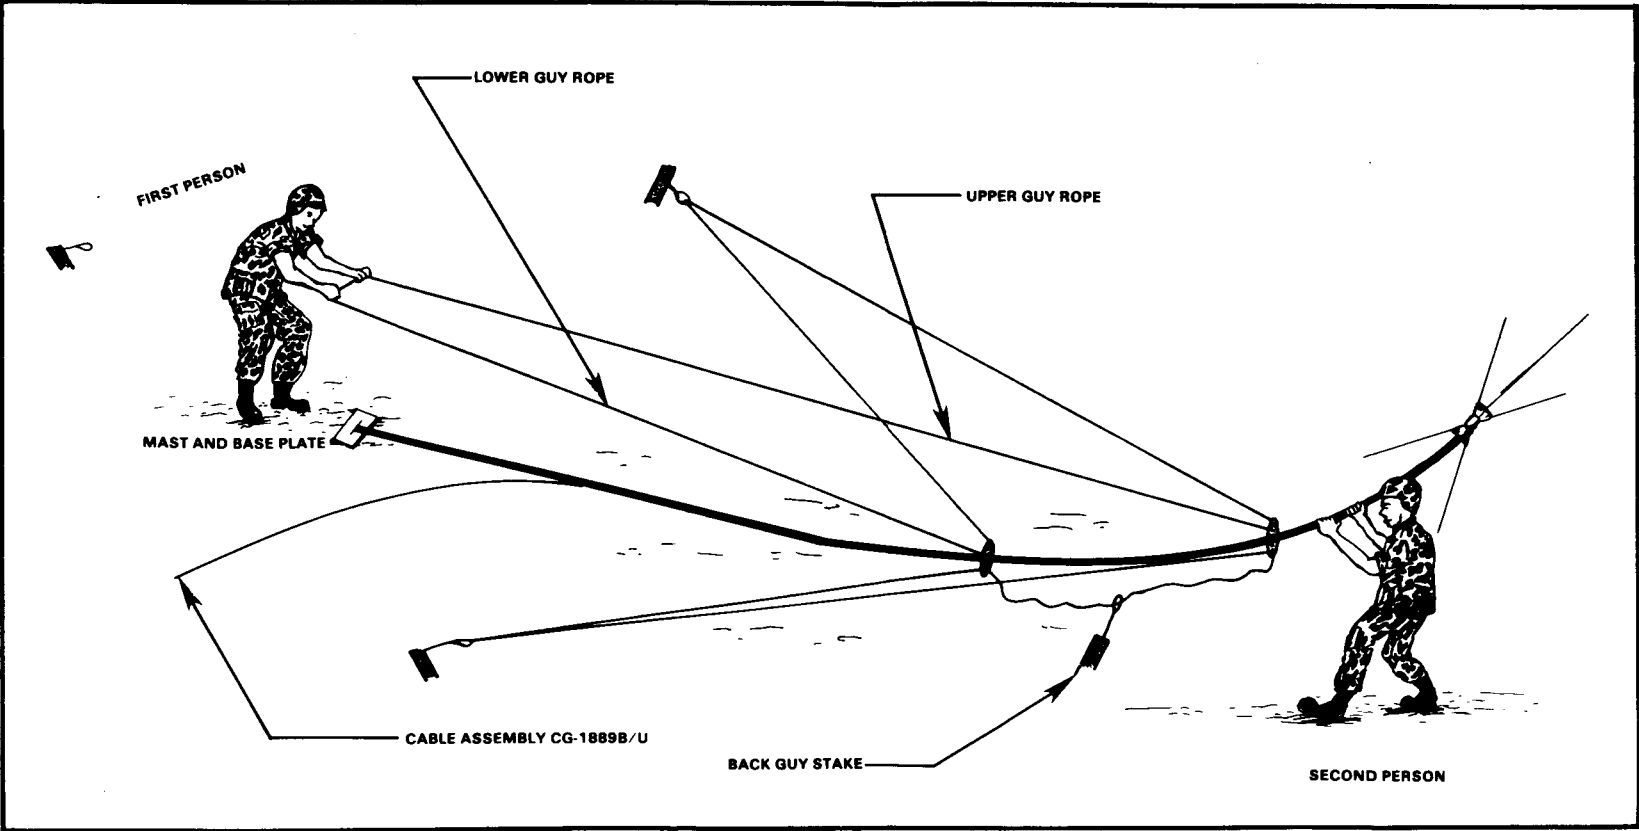 LOWER GUY ROPE
FIRST PERSON
UPPER GUY ROPE
MAST AND BASE PLATE
CABLE ASSEMBLY CG-1889B/U
BACK GUY STAKE
SECOND PERSON